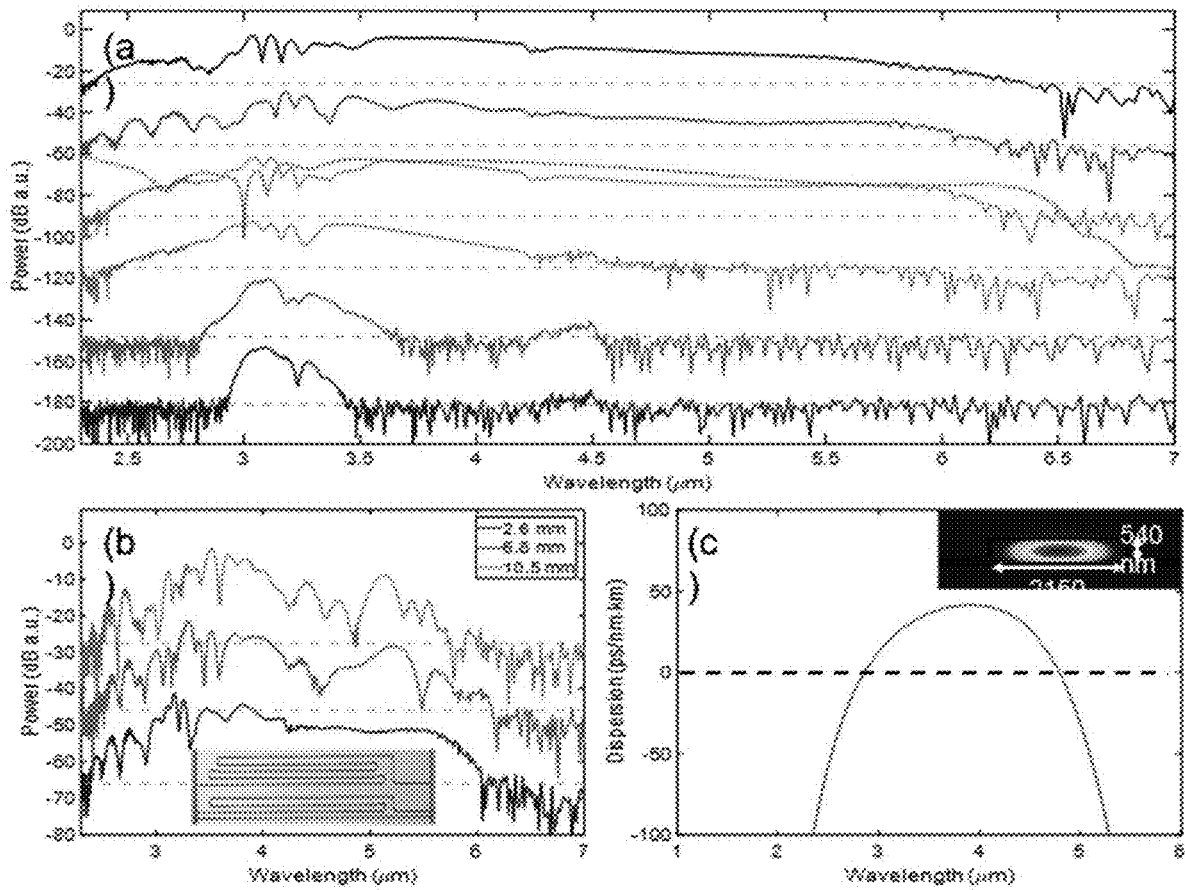 (a
)
0
-20
-40
-60
-80
-100
-120
-140
-160
-180
-200
Power (dB a.u.)
2.5 3 3.5 4 4.5 5 5.5 6 6.5 7
Wavelength (μm)
(b
)
2.6 mm
6.8 mm
10.5 mm
0
-10
-20
-30
-40
-50
-60
-70
-80
Power (dB a.u.)
3 4 5 6 7
Wavelength (μm)
(c
)
540
nm
100
50
0
-50
-100
Dispersion (ps/nm·km)
1 2 3 4 5 6
Wavelength (μm)